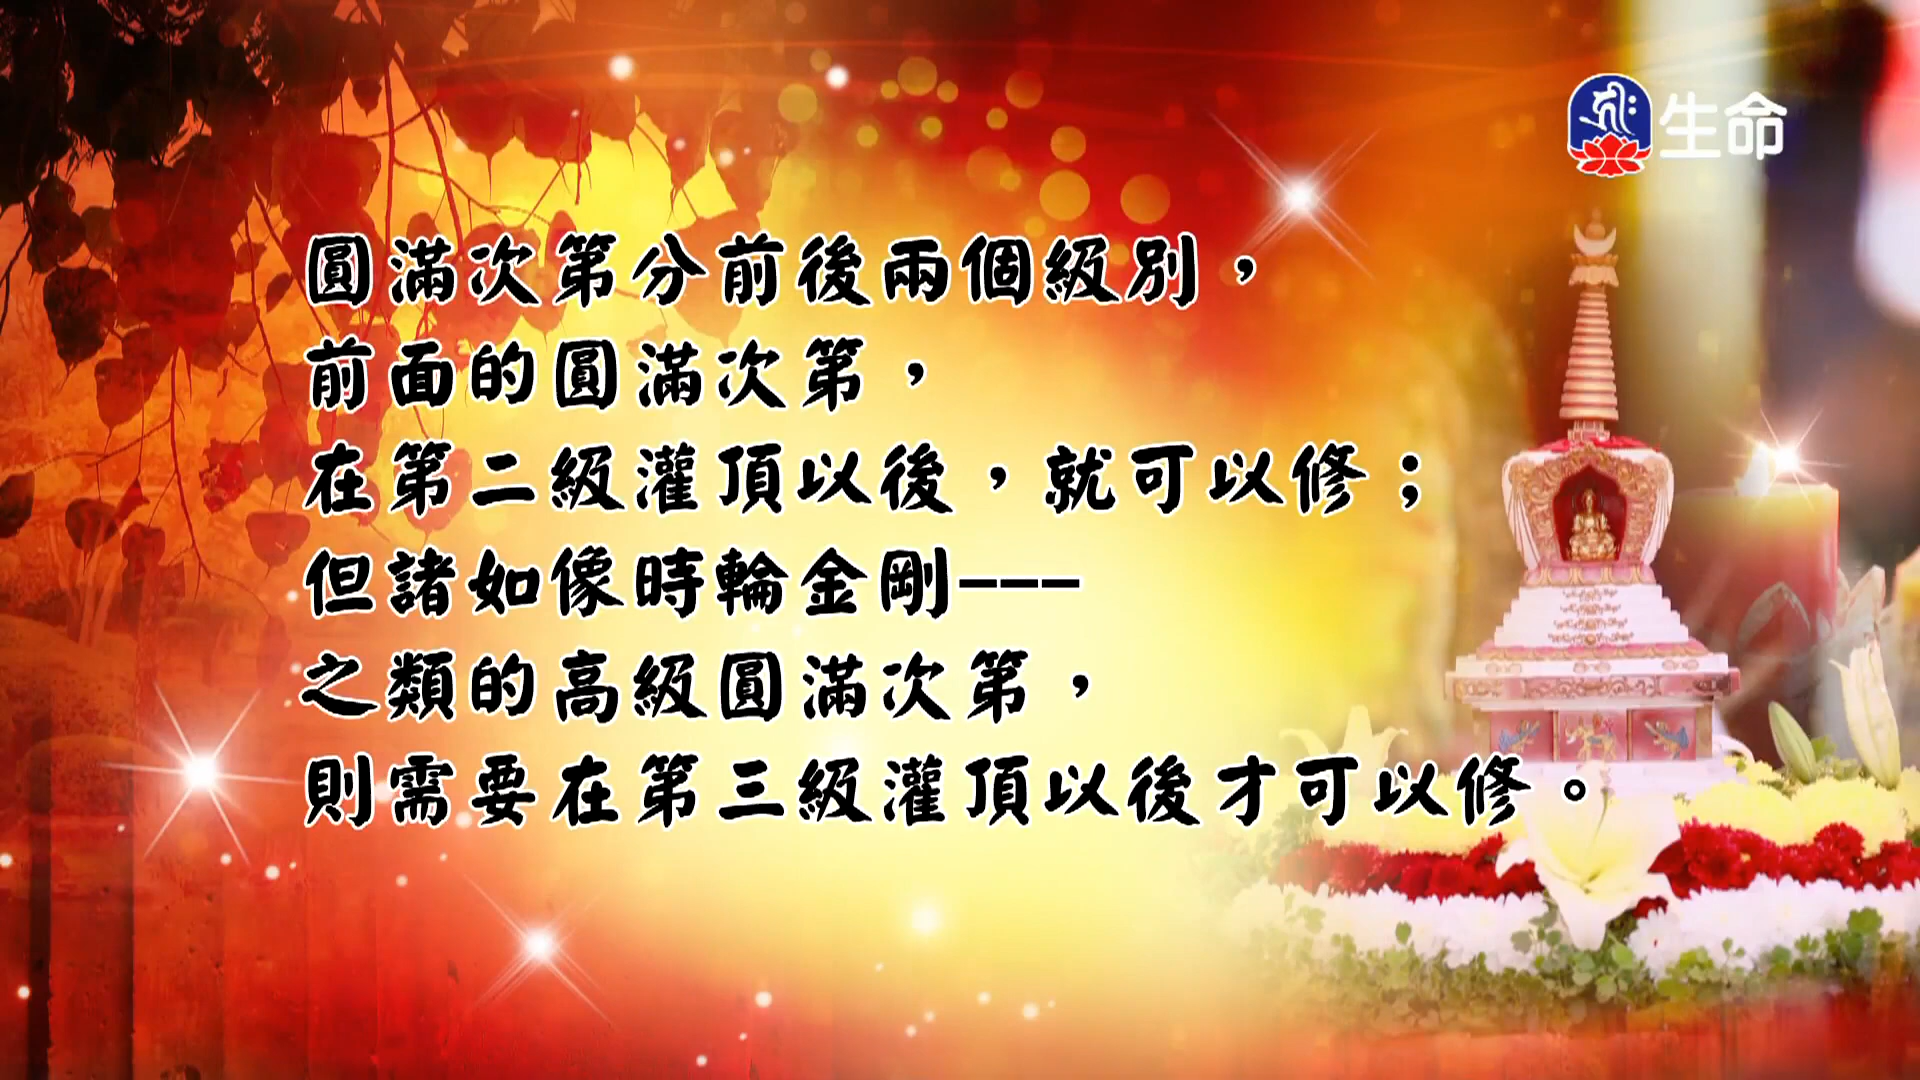 生命
圓滿次第分前後兩個級別，
前面的圓滿次第，
在第二級灌頂以後，就可以修；
但諸如像時輪金剛---
之類的高級圓滿次第，
則需要在第三級灌頂以後才可以修。